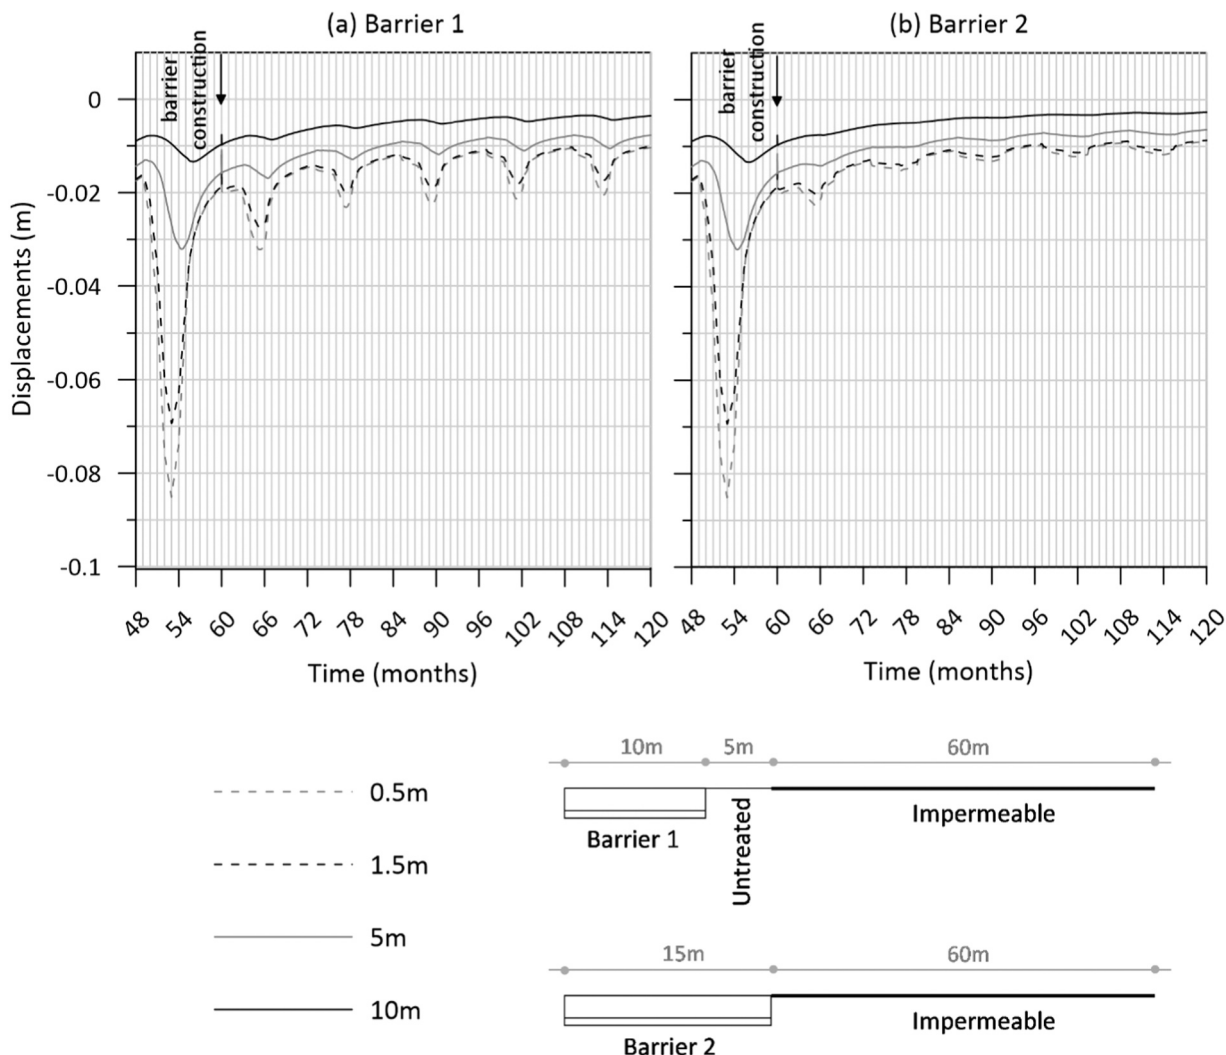 (a) Barrier 1
(b) Barrier 2
barrier
construction
barrier
construction
Displacements (m)
0
-0.02
-0.04
-0.06
-0.08
-0.1
48 54 60 66 72 78 84 90 96 102 108 114 120
48 54 60 66 72 78 84 90 96 102 108 114 120
Time (months)
Time (months)
0.5m
1.5m
5m
10m
10m 5m 60m
Barrier 1
Untreated
Impermeable
15m 60m
Barrier 2
Impermeable